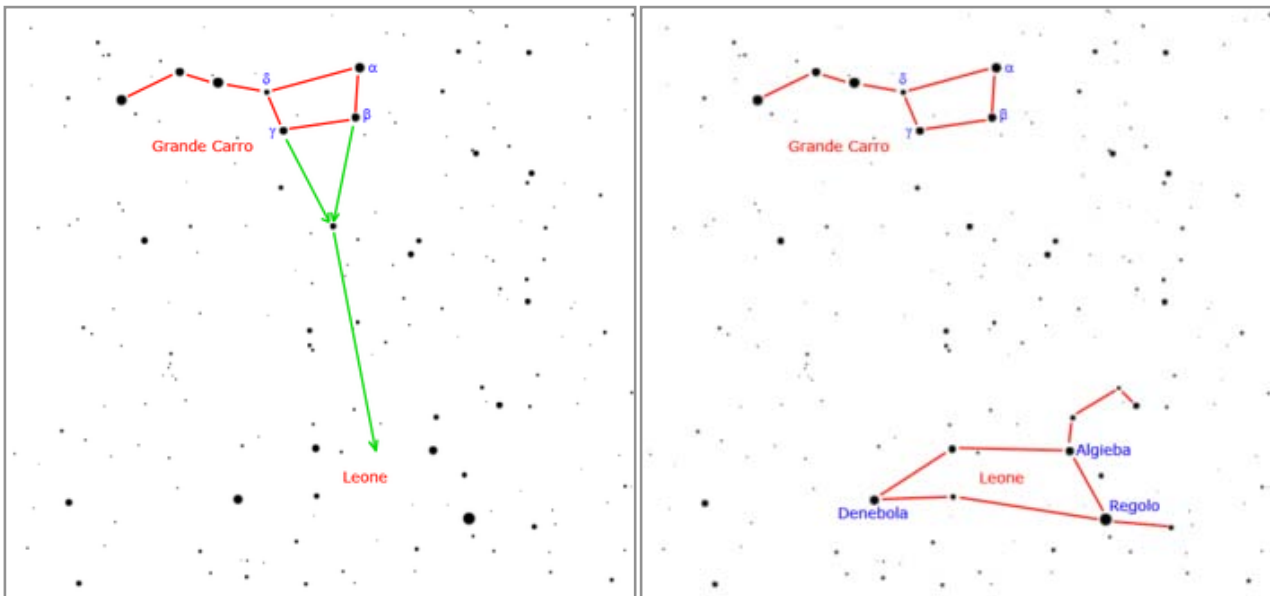 δ
α
β
γ
Grande Carro
Leone
δ
α
β
γ
Grande Carro
Algieba
Leone
Regolo
Denebola